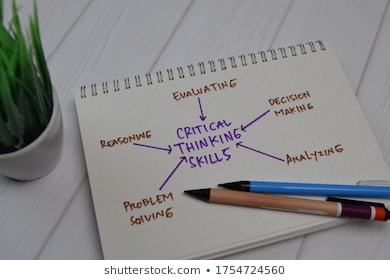 EVALUATING
DECISION
MAKING
REASONING
CRITICAL
THINKING
SKILLS
ANALYZING
PROBLEM
SOLVING
shutterstock.com · 1754724560